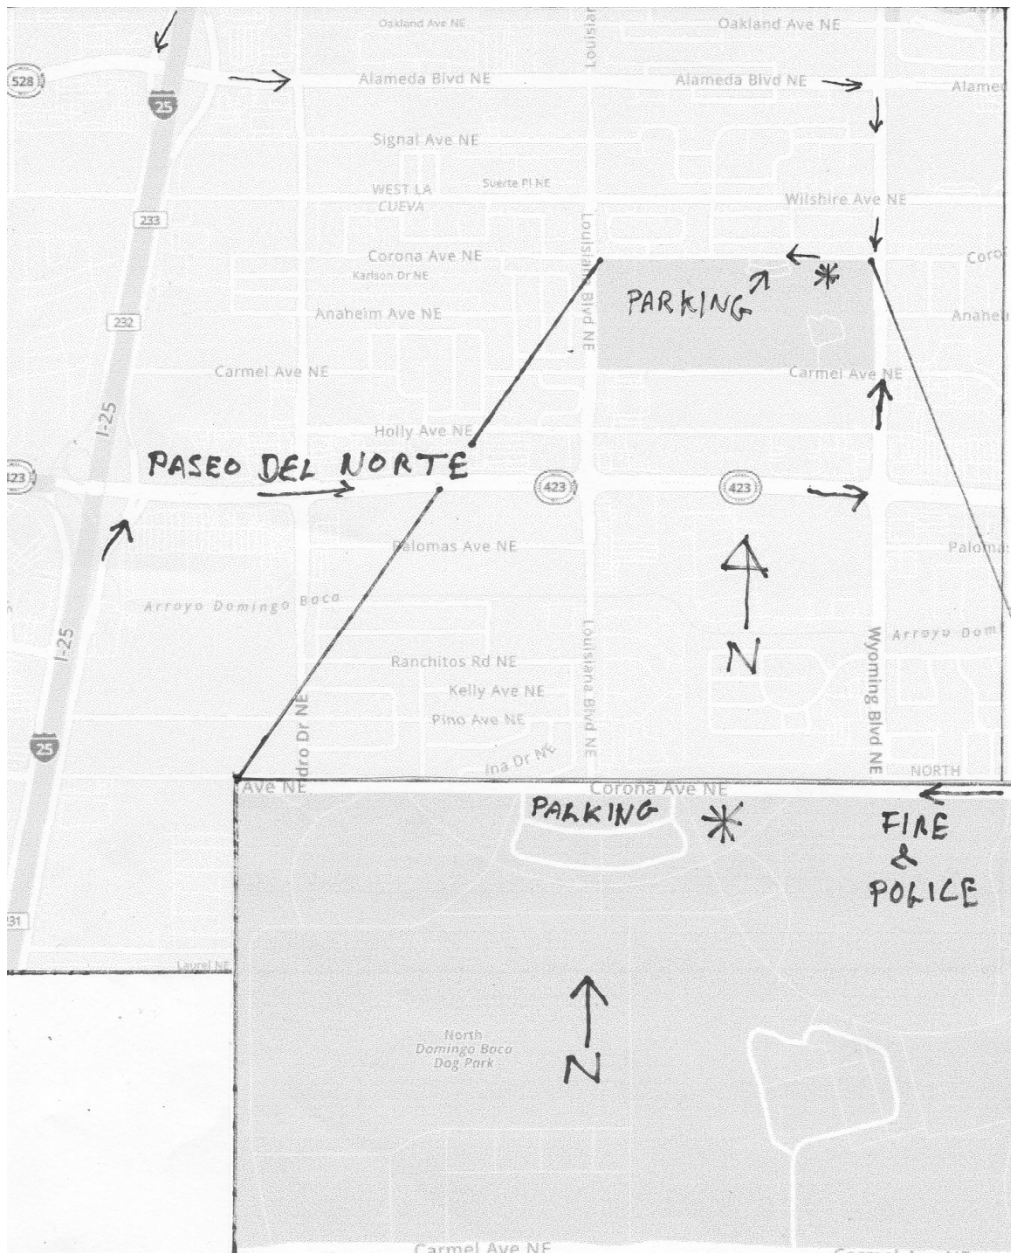 Oakland Ave NE
Oakland Ave NE
Louisian
528
Alameda Blvd NE
Alameda Blvd NE
Alamed
25
Signal Ave NE
WEST LA
CUEVA
Suerte Pl NE
Wilshire Ave NE
233
Louisiana Blvd NE
Corona Ave NE
Karlson Dr NE
Coro
PARKING
232
Anaheim Ave NE
Anahei
Carmel Ave NE
Carmel Ave NE
I-25
Holly Ave NE
PASEO DEL NORTE
423
423
423
Palomas Ave NE
Paloma
Arroyo Domingo Baca
Arroyo Dom
I-25
Louisiana Blvd NE
Wyoming Blvd NE
N
Ranchitos Rd NE
Kelly Ave NE
Pino Ave NE
dro Dr NE
ina Dr NE
25
NORTH
Ave NE
Corona Ave NE
PARKING
FIRE
&
POLICE
231
Laurel NE
North
Domingo Baca
Dog Park
N
Carmel Ave NE